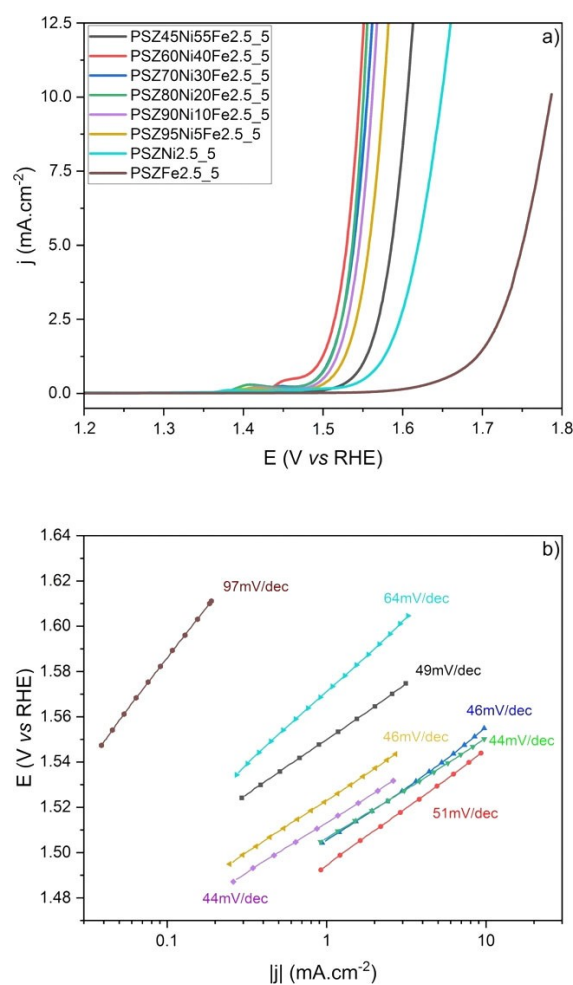 12.5
10.0
7.5
5.0
2.5
0.0
j (mA.cm⁻²)
PSZ45Ni55Fe2.5_5
PSZ60Ni40Fe2.5_5
PSZ70Ni30Fe2.5_5
PSZ80Ni20Fe2.5_5
PSZ90Ni10Fe2.5_5
PSZ95Ni5Fe2.5_5
PSZNi2.5_5
PSZFe2.5_5
a)
1.2 1.3 1.4 1.5 1.6 1.7 1.8
E (V vs RHE)
b)
1.64
1.62
1.60
1.58
1.56
1.54
1.52
1.50
1.48
E (V vs RHE)
97mV/dec
64mV/dec
49mV/dec
46mV/dec
46mV/dec
44mV/dec
51mV/dec
44mV/dec
0.1 1 10
|j| (mA.cm⁻²)